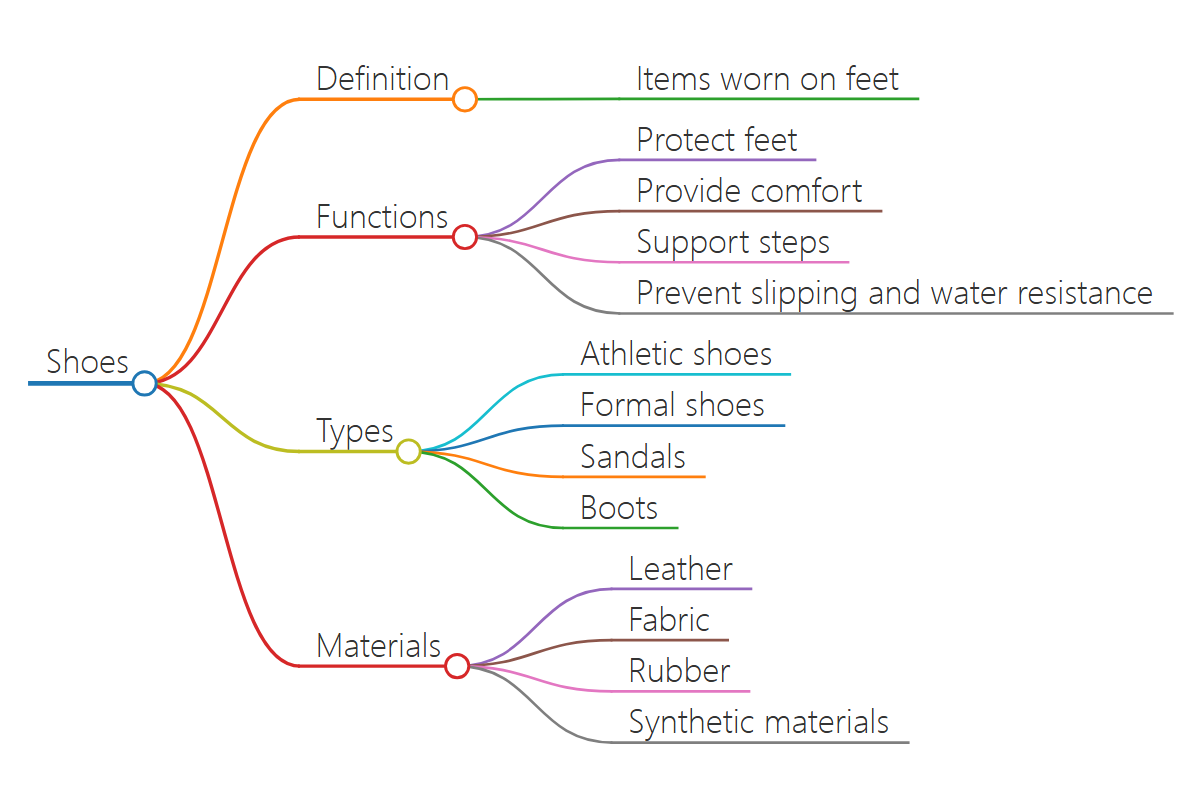 Shoes
Definition
Items worn on feet
Functions
Protect feet
Provide comfort
Support steps
Prevent slipping and water resistance
Types
Athletic shoes
Formal shoes
Sandals
Boots
Materials
Leather
Fabric
Rubber
Synthetic materials